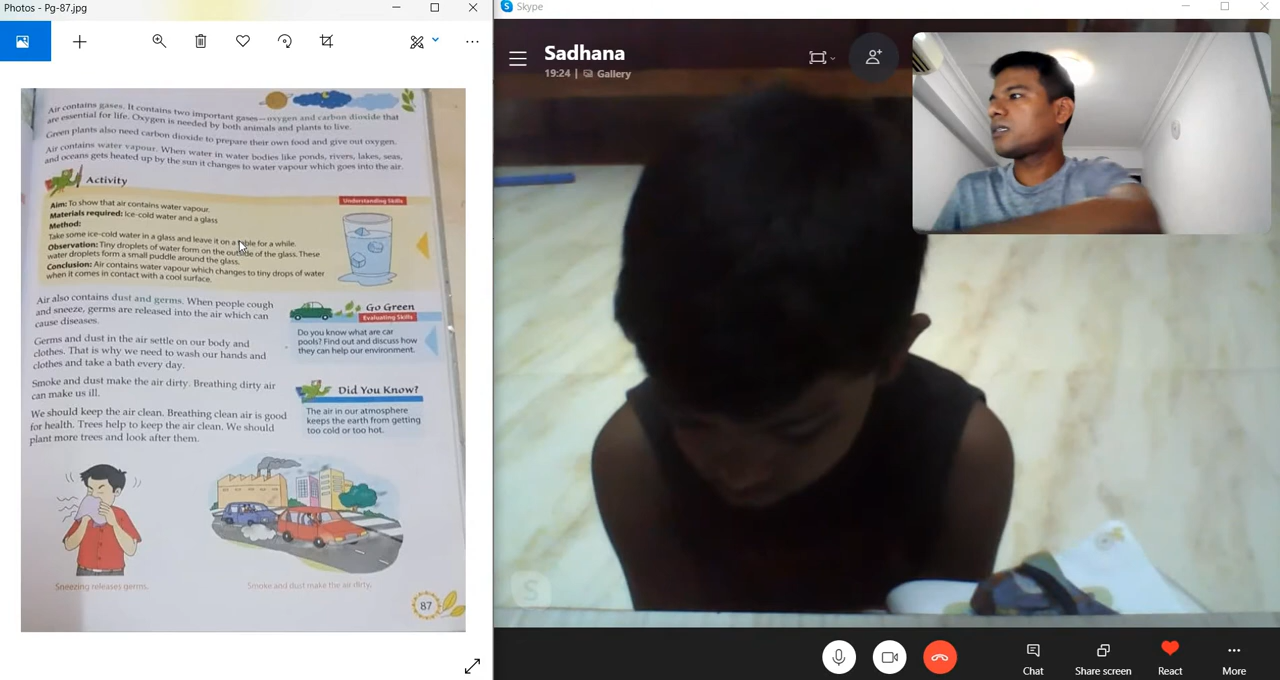 Photos - Pg-87.jpg
Air contains gases. It contains two important gases—oxygen and carbon dioxide that
are essential for life. Oxygen is needed by both animals and plants to live.
Green plants also need carbon dioxide to prepare their own food and give out oxygen.
Air contains water vapour. When water in water bodies like ponds, rivers, lakes, seas,
and oceans gets heated up by the sun it changes to water vapour which goes into the air.
Activity
Understanding Skills
Aim: To show that air contains water vapour.
Materials required: Ice-cold water and a glass
Method:
Take some ice-cold water in a glass and leave it on a table for a while.
Observation: Tiny droplets of water form on the outside of the glass. These
water droplets form a small puddle around the glass.
Conclusion: Air contains water vapour which changes to tiny drops of water
when it comes in contact with a cool surface.
Air also contains dust and germs. When people cough
and sneeze, germs are released into the air which can
cause diseases.
Germs and dust in the air settle on our body and
clothes. That is why we need to wash our hands and
clothes and take a bath every day.
Smoke and dust make the air dirty. Breathing dirty air
can make us ill.
We should keep the air clean. Breathing clean air is good
for health. Trees help to keep the air clean. We should
plant more trees and look after them.
Go Green
Evaluating Skills
Do you know what are car
pools? Find out and discuss how
they can help our environment.
Did You Know?
The air in our atmosphere
keeps the earth from getting
too cold or too hot.
Sneezing releases germs.
Smoke and dust make the air dirty.
87
Skype
Sadhana
19:24 | Gallery
Chat
Share screen
React
More